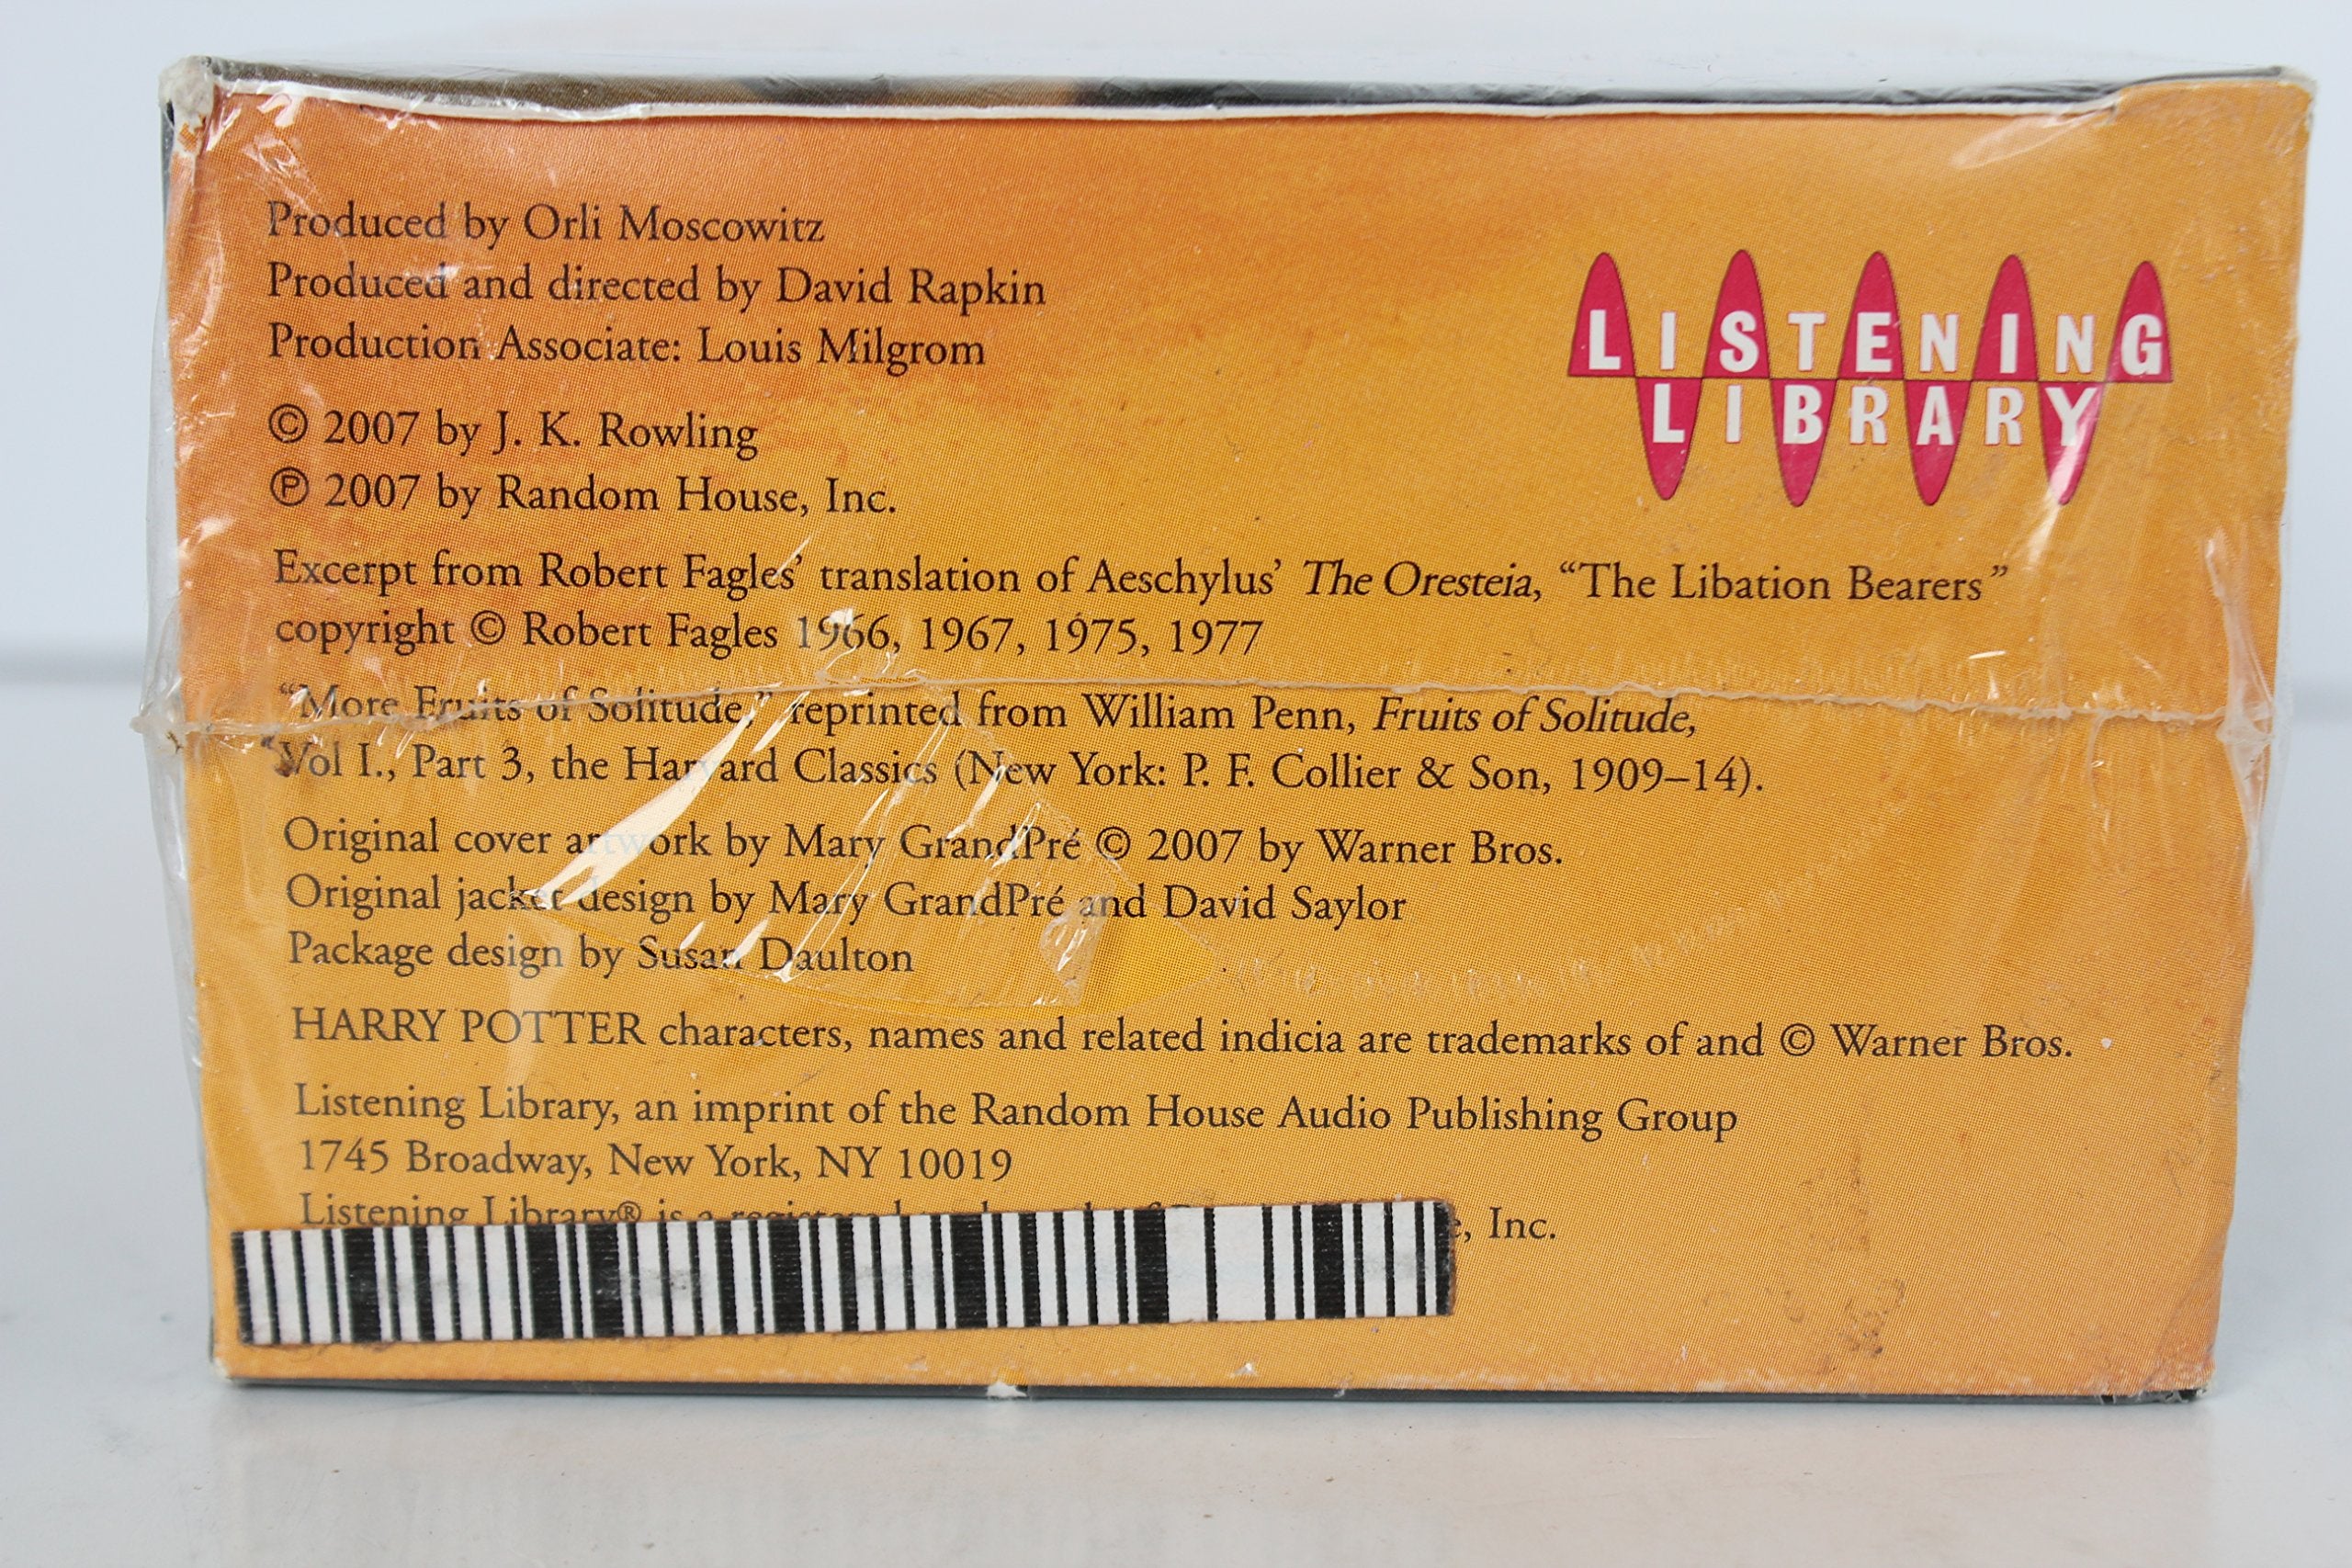 Produced by Orli Moscowitz
Produced and directed by David Rapkin
Production Associate: Louis Milgrom
© 2007 by J. K. Rowling
℗ 2007 by Random House, Inc.
LISTENING
LIBRARY
Excerpt from Robert Fagles’ translation of Aeschylus’ The Oresteia, “The Libation Bearers”
copyright © Robert Fagles 1966, 1967, 1975, 1977
“More Fruits of Solitude,” reprinted from William Penn, Fruits of Solitude,
Vol I., Part 3, the Harvard Classics (New York: P. F. Collier & Son, 1909–14).
Original cover artwork by Mary GrandPré © 2007 by Warner Bros.
Original jacket design by Mary GrandPré and David Saylor
Package design by Susan Daulton
HARRY POTTER characters, names and related indicia are trademarks of and © Warner Bros.
Listening Library, an imprint of the Random House Audio Publishing Group
1745 Broadway, New York, NY 10019
Listening Library® is a Inc.